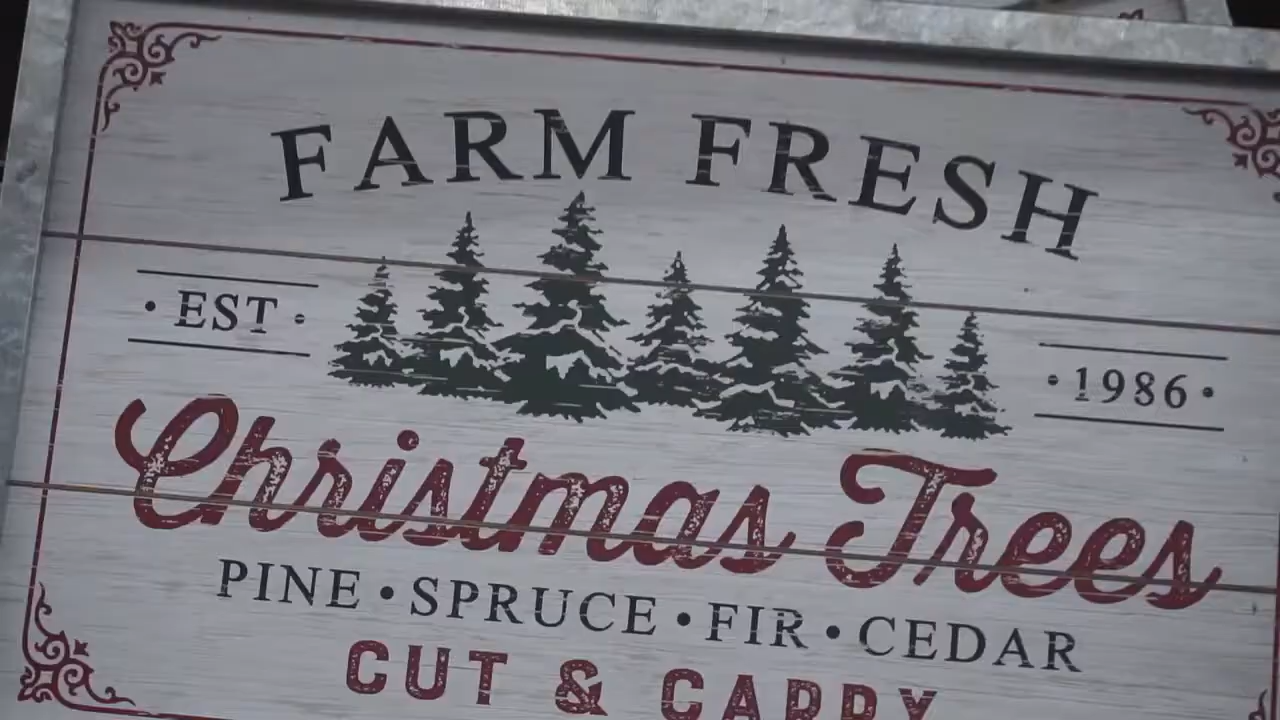 FARM FRESH
• EST •
• 1986 •
Christmas Trees
PINE • SPRUCE • FIR • CEDAR
CUT & CARRY